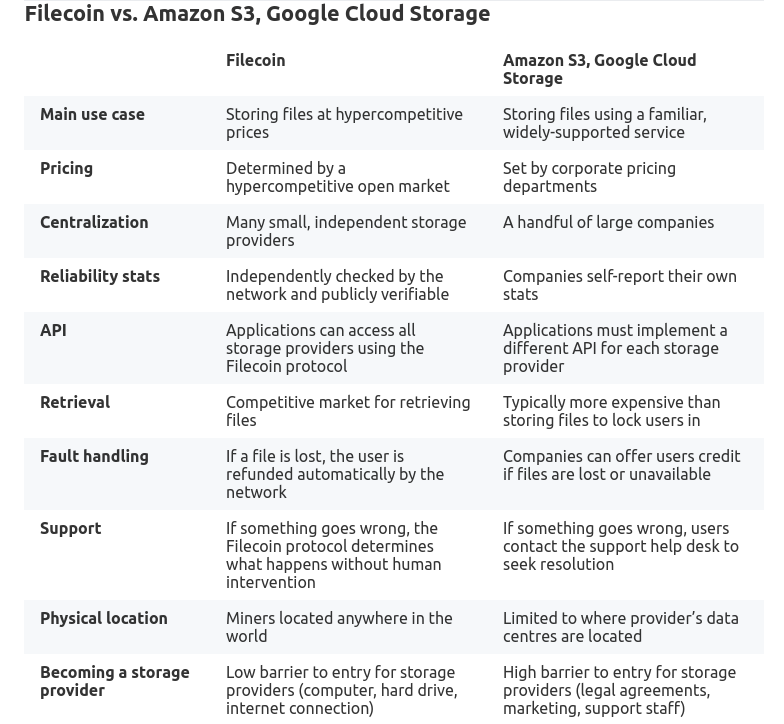 Filecoin vs. Amazon S3, Google Cloud Storage
Filecoin
Amazon S3, Google Cloud
Storage
Main use case
Storing files at hypercompetitive
prices
Storing files using a familiar,
widely-supported service
Pricing
Determined by a
hypercompetitive open market
Set by corporate pricing
departments
Centralization
Many small, independent storage
providers
A handful of large companies
Reliability stats
Independently checked by the
network and publicly verifiable
Companies self-report their own
stats
API
Applications can access all
storage providers using the
Filecoin protocol
Applications must implement a
different API for each storage
provider
Retrieval
Competitive market for retrieving
files
Typically more expensive than
storing files to lock users in
Fault handling
If a file is lost, the user is
refunded automatically by the
network
Companies can offer users credit
if files are lost or unavailable
Support
If something goes wrong, the
Filecoin protocol determines
what happens without human
intervention
If something goes wrong, users
contact the support help desk to
seek resolution
Physical location
Miners located anywhere in the
world
Limited to where provider’s data
centres are located
Becoming a storage
provider
Low barrier to entry for storage
providers (computer, hard drive,
internet connection)
High barrier to entry for storage
providers (legal agreements,
marketing, support staff)